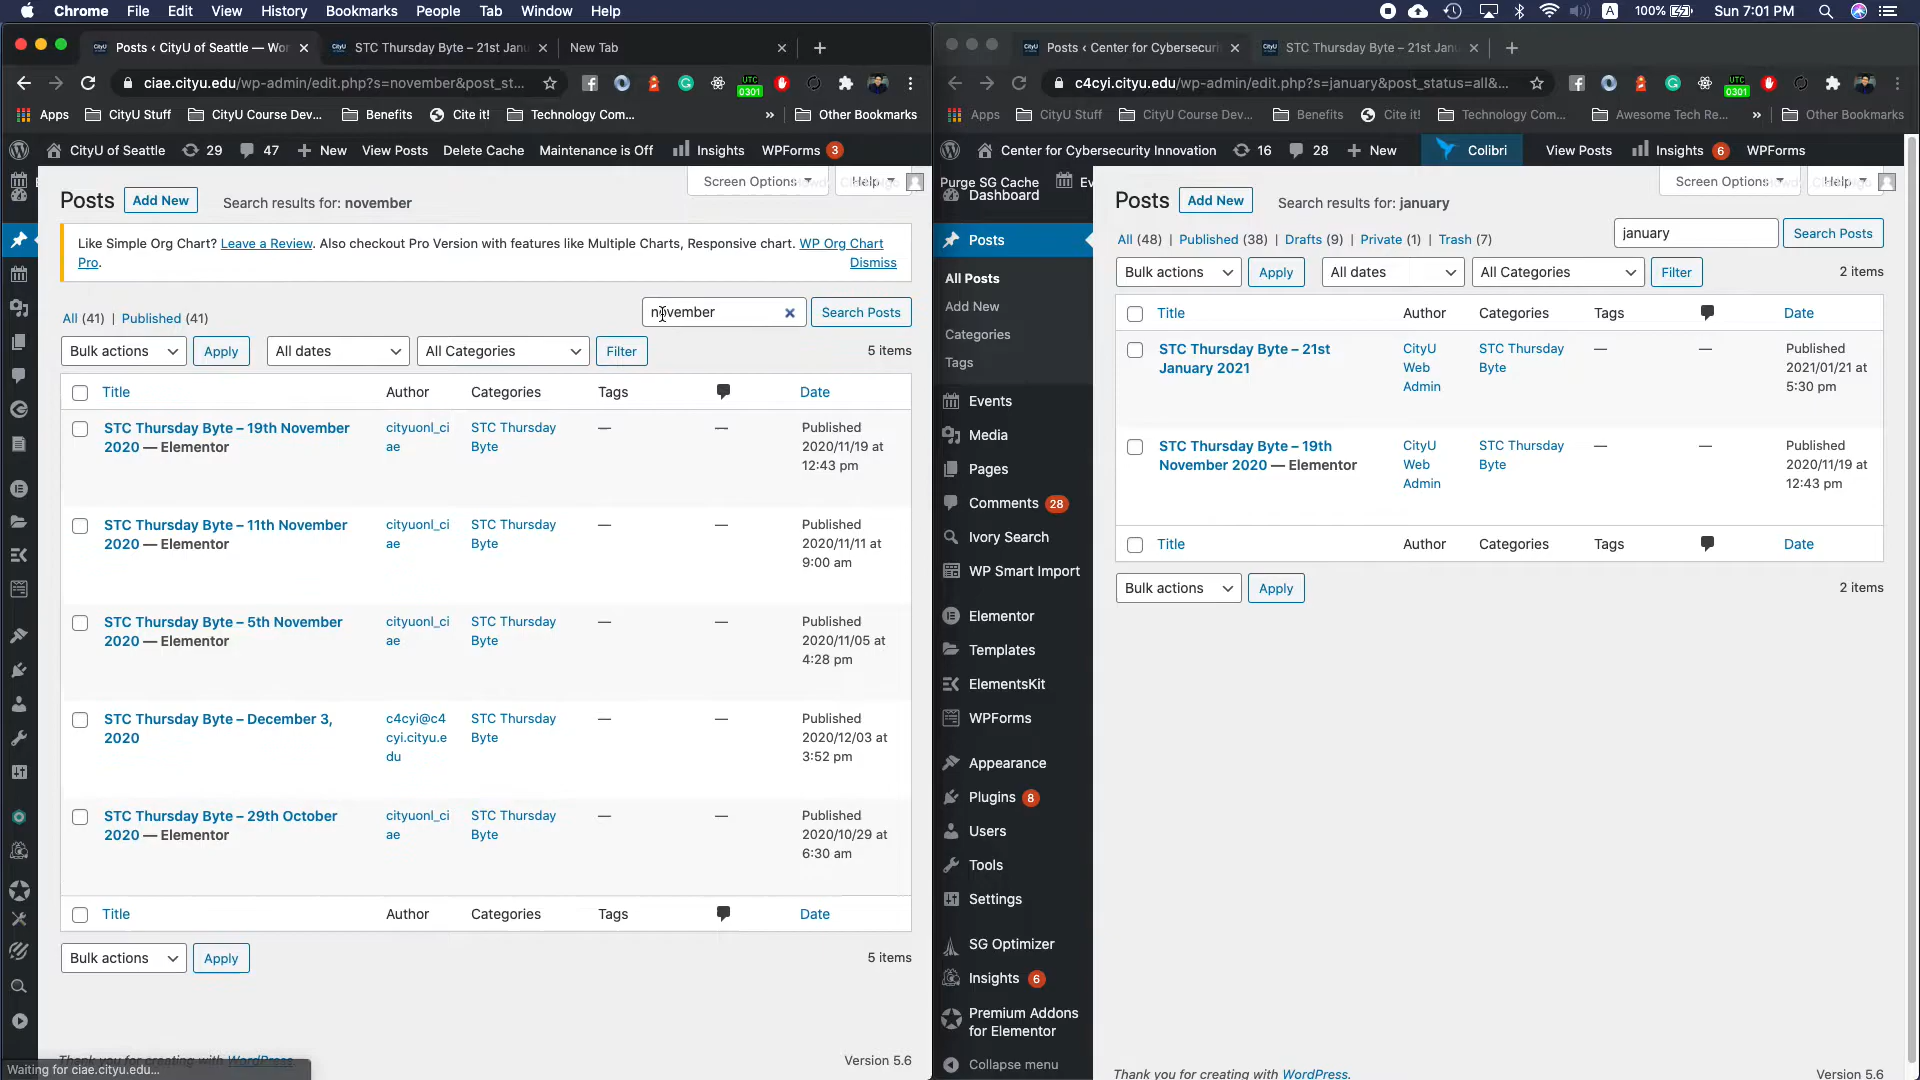 Chrome File Edit View History Bookmarks People Tab Window Help
A 100% Sun 7:01 PM
Posts ‹ CityU of Seattle — Wor
STC Thursday Byte – 21st Janu
New Tab
ciae.cityu.edu/wp-admin/edit.php?s=november&post_st...
UTC
0301
Apps CityU Stuff CityU Course Dev... Benefits Cite it! Technology Com... » Other Bookmarks
CityU of Seattle 29 47 New View Posts Delete Cache Maintenance is Off Insights WPForms 3
Screen Options Help
Posts Add New Search results for: november
Like Simple Org Chart? Leave a Review. Also checkout Pro Version with features like Multiple Charts, Responsive chart. WP Org Chart
Pro. Dismiss
november Search Posts
All (41) | Published (41)
Bulk actions Apply All dates All Categories Filter 5 items
Title Author Categories Tags Date
STC Thursday Byte – 19th November
2020 — Elementor
cityuonl_ci
ae
STC Thursday
Byte
—
—
Published
2020/11/19 at
12:43 pm
STC Thursday Byte – 11th November
2020 — Elementor
cityuonl_ci
ae
STC Thursday
Byte
—
—
Published
2020/11/11 at
9:00 am
STC Thursday Byte – 5th November
2020 — Elementor
cityuonl_ci
ae
STC Thursday
Byte
—
—
Published
2020/11/05 at
4:28 pm
STC Thursday Byte – December 3,
2020
c4cyi@c4
cyi.cityu.e
du
STC Thursday
Byte
—
—
Published
2020/12/03 at
3:52 pm
STC Thursday Byte – 29th October
2020 — Elementor
cityuonl_ci
ae
STC Thursday
Byte
—
—
Published
2020/10/29 at
6:30 am
Title Author Categories Tags Date
Bulk actions Apply 5 items
Thank you for creating with WordPress.
Version 5.6
Waiting for ciae.cityu.edu...
Posts ‹ Center for Cybersecuri
STC Thursday Byte – 21st Janu
c4cyi.cityu.edu/wp-admin/edit.php?s=january&post_status=all&...
UTC
0301
Apps CityU Stuff CityU Course Dev... Benefits Cite it! Technology Com... Awesome Tech Re... » Other Bookmarks
Center for Cybersecurity Innovation 16 28 New Colibri View Posts Insights 6 WPForms
Purge SG Cache
Dashboard
Posts
All Posts
Add New
Categories
Tags
Events
Media
Pages
Comments 28
Ivory Search
WP Smart Import
Elementor
Templates
ElementsKit
WPForms
Appearance
Plugins 8
Users
Tools
Settings
SG Optimizer
Insights 6
Premium Addons
for Elementor
Collapse menu
Screen Options Help
Posts Add New Search results for: january
All (48) | Published (38) | Drafts (9) | Private (1) | Trash (7)
january Search Posts
Bulk actions Apply All dates All Categories Filter 2 items
Title Author Categories Tags Date
STC Thursday Byte – 21st
January 2021
CityU
Web
Admin
STC Thursday
Byte
—
—
Published
2021/01/21 at
5:30 pm
STC Thursday Byte – 19th
November 2020 — Elementor
CityU
Web
Admin
STC Thursday
Byte
—
—
Published
2020/11/19 at
12:43 pm
Title Author Categories Tags Date
Bulk actions Apply 2 items
Thank you for creating with WordPress.
Version 5.6